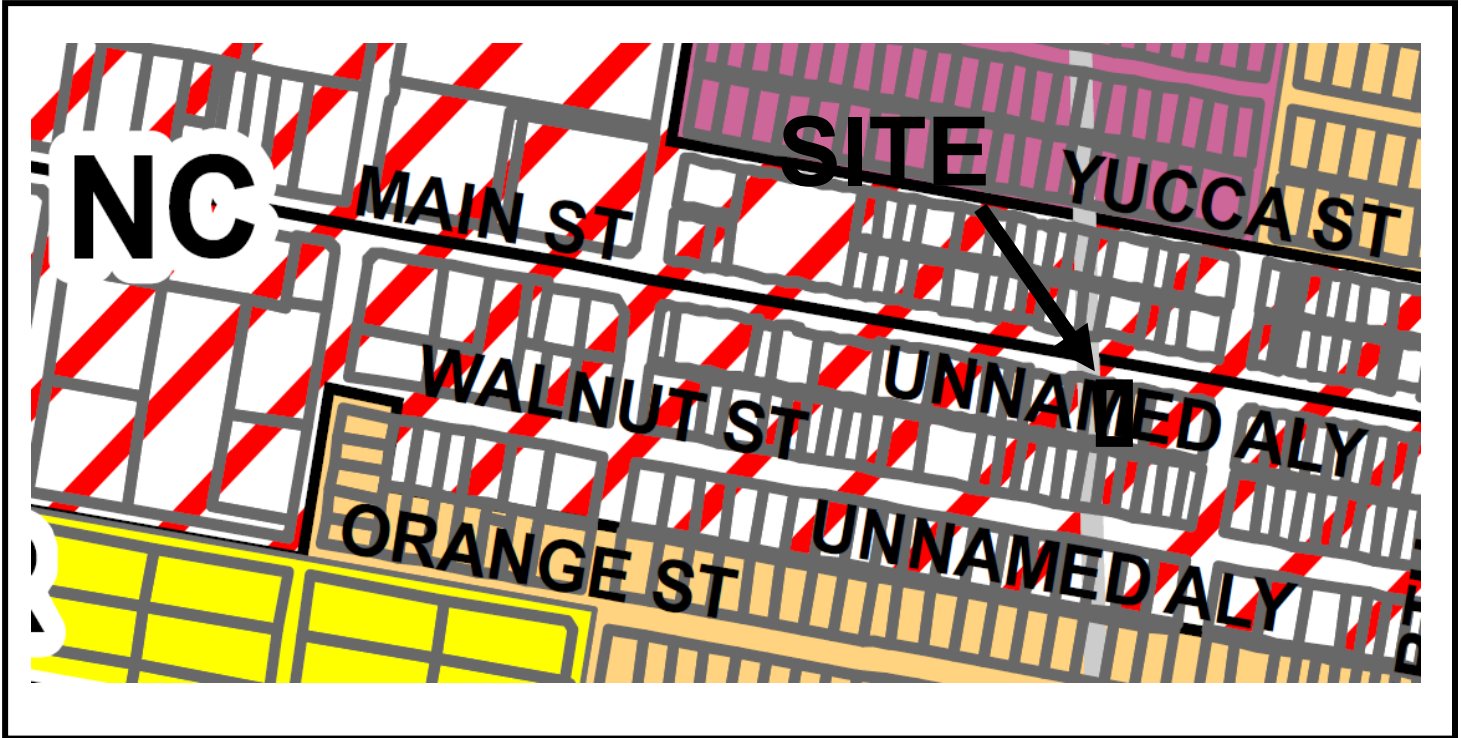 SITE
YUCCA ST
NC
MAIN ST
WALNUT ST
UNNAMED ALY
ORANGE ST
UNNAMED ALY